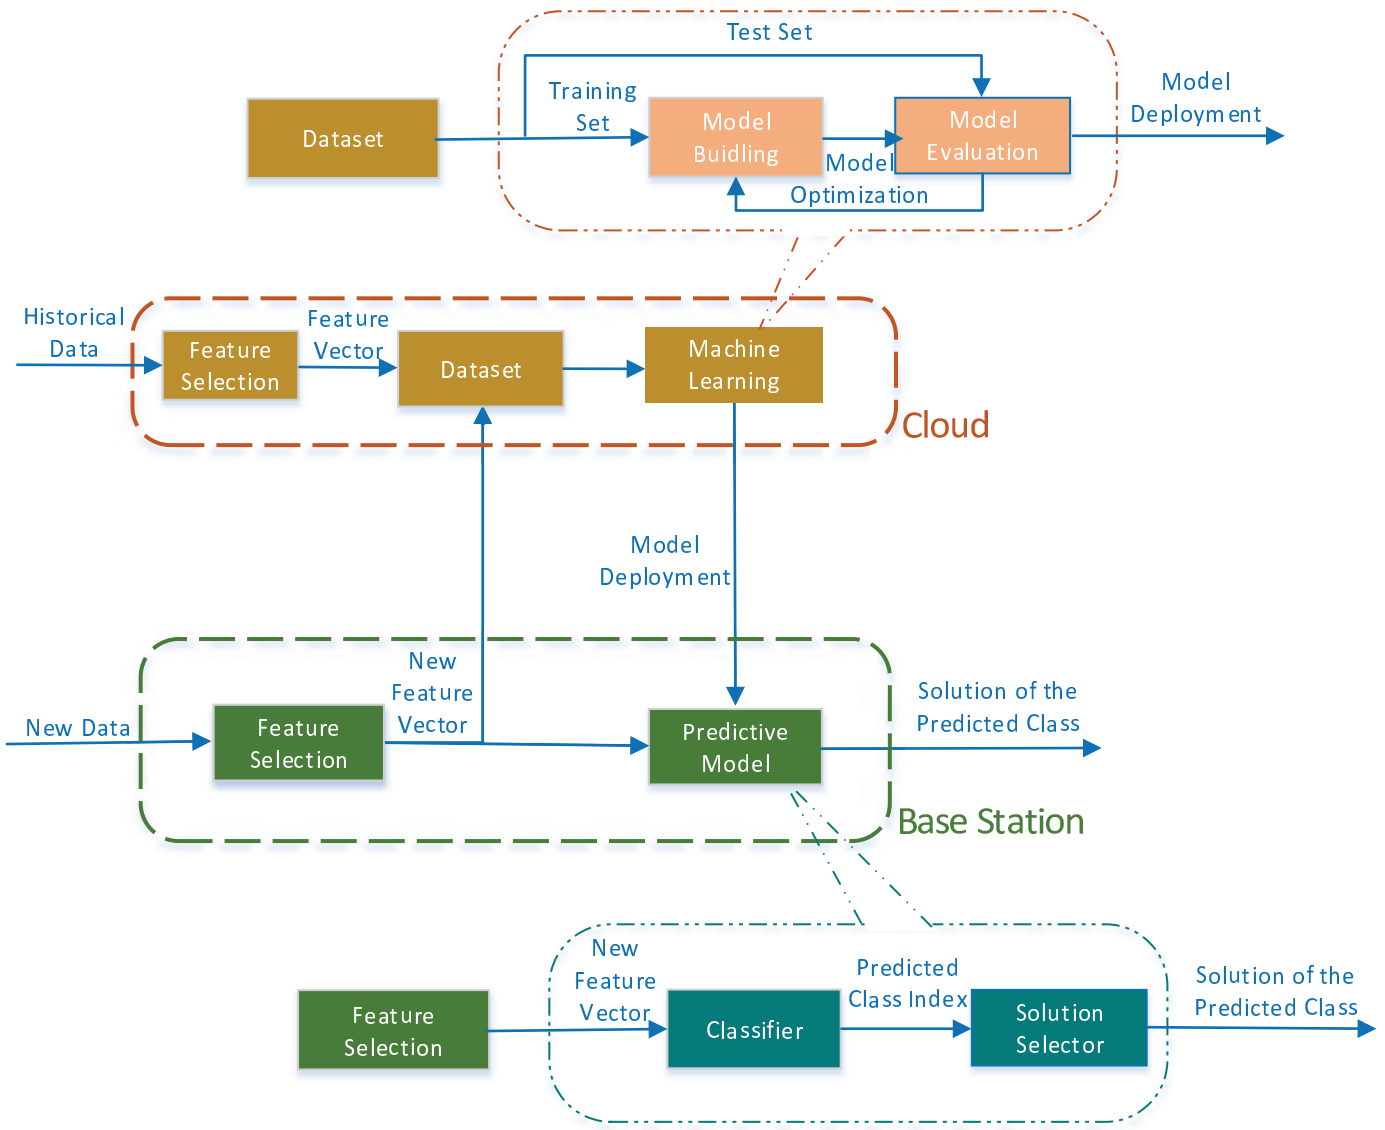 Test Set
Training
Set
Dataset
Model
Buidling
Model
Evaluation
Model
Optimization
Model
Deployment
Historical
Data
Feature
Selection
Feature
Vector
Dataset
Machine
Learning
Cloud
Model
Deployment
New Data
Feature
Selection
New
Feature
Vector
Predictive
Model
Solution of the
Predicted Class
Base Station
Feature
Selection
New
Feature
Vector
Classifier
Predicted
Class Index
Solution
Selector
Solution of the
Predicted Class